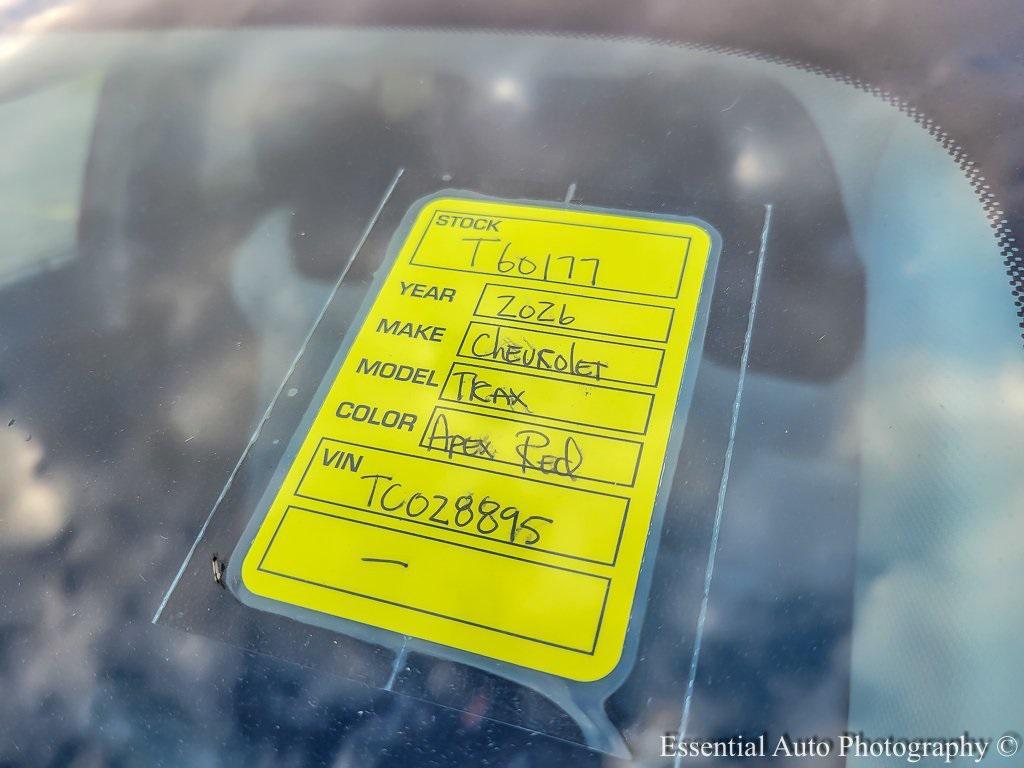 STOCK
T60177
YEAR 2026
MAKE Chevrolet
MODEL Trax
COLOR Apex Red
VIN
TC028895
—
Essential Auto Photography ©